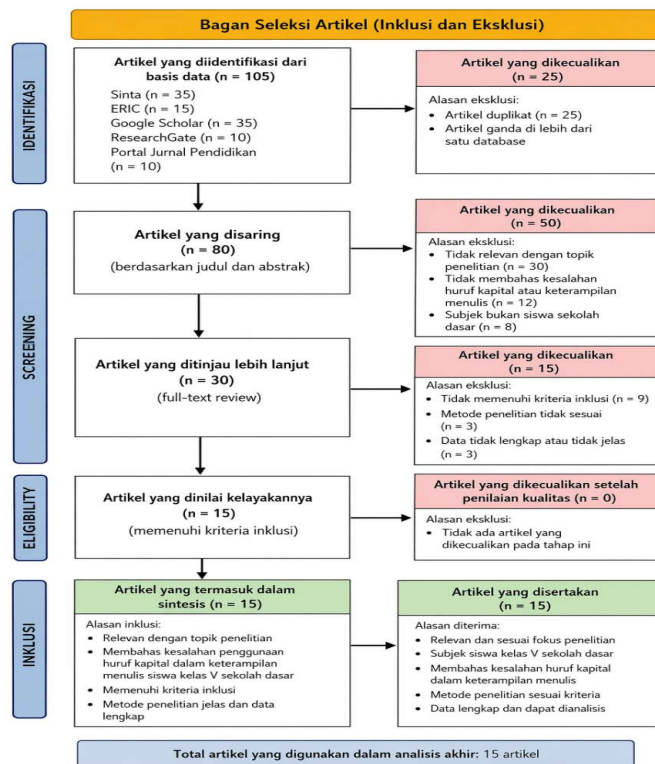 Bagan Seleksi Artikel (Inklusi dan Eksklusi)
IDENTIFIKASI
Artikel yang diidentifikasi dari
basis data (n = 105)
Sinta (n = 35)
ERIC (n = 15)
Google Scholar (n = 35)
ResearchGate (n = 10)
Portal Jurnal Pendidikan
(n = 10)
Artikel yang dikecualikan
(n = 25)
Alasan eksklusi:
• Artikel duplikat (n = 25)
• Artikel ganda di lebih dari
satu database
SCREENING
Artikel yang disaring
(n = 80)
(berdasarkan judul dan abstrak)
Artikel yang dikecualikan
(n = 50)
Alasan eksklusi:
• Tidak relevan dengan topik
penelitian (n = 30)
• Tidak membahas kesalahan
huruf kapital atau keterampilan
menulis (n = 12)
• Subjek bukan siswa sekolah
dasar (n = 8)
Artikel yang ditinjau lebih lanjut
(n = 30)
(full-text review)
Artikel yang dikecualikan
(n = 15)
Alasan eksklusi:
• Tidak memenuhi kriteria inklusi (n = 9)
• Metode penelitian tidak sesuai
(n = 3)
• Data tidak lengkap atau tidak jelas
(n = 3)
ELIGIBILITY
Artikel yang dinilai kelayakannya
(n = 15)
(memenuhi kriteria inklusi)
Artikel yang dikecualikan setelah
penilaian kualitas (n = 0)
Alasan eksklusi:
• Tidak ada artikel yang
dikecualikan pada tahap ini
INKLUSI
Artikel yang termasuk dalam
sintesis (n = 15)
Alasan inklusi:
• Relevan dengan topik penelitian
• Membahas kesalahan penggunaan
huruf kapital dalam keterampilan
menulis siswa kelas V sekolah dasar
• Memenuhi kriteria inklusi
• Metode penelitian jelas dan data
lengkap
Artikel yang disertakan
(n = 15)
Alasan diterima:
• Relevan dan sesuai fokus penelitian
• Subjek siswa kelas V sekolah dasar
• Membahas kesalahan huruf kapital
dalam keterampilan menulis
• Metode penelitian sesuai kriteria
• Data lengkap dan dapat dianalisis
Total artikel yang digunakan dalam analisis akhir: 15 artikel